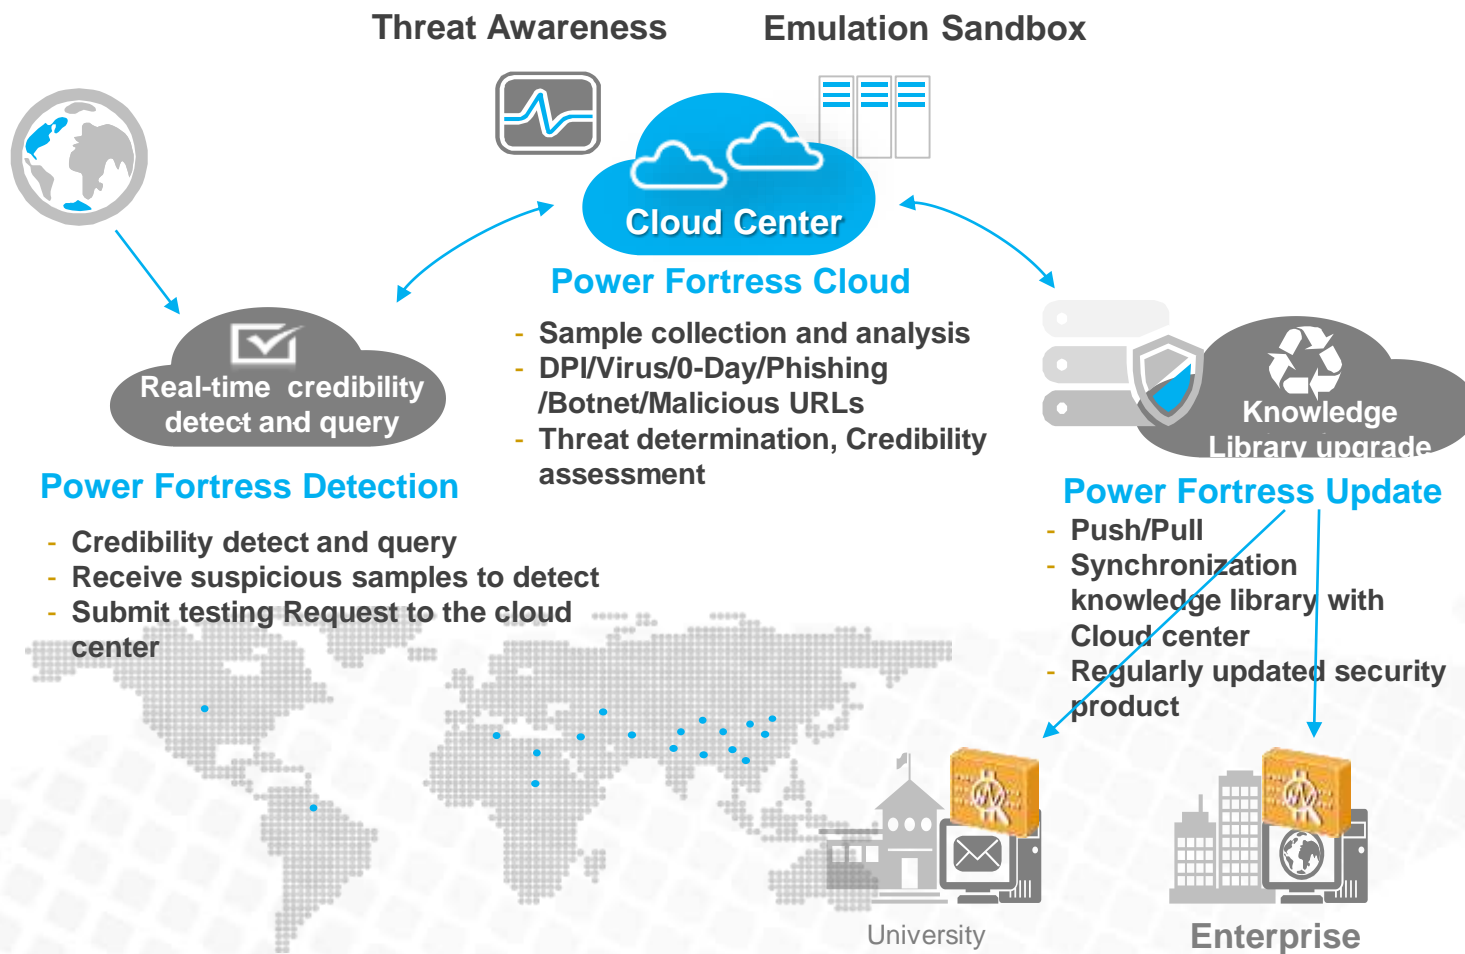 Threat Awareness
Emulation Sandbox
Cloud Center
Power Fortress Cloud
- Sample collection and analysis
- DPI/Virus/0-Day/Phishing
/Botnet/Malicious URLs
- Threat determination, Credibility
assessment
Real-time credibility
detect and query
Power Fortress Detection
- Credibility detect and query
- Receive suspicious samples to detect
- Submit testing Request to the cloud
center
Knowledge
Library upgrade
Power Fortress Update
- Push/Pull
- Synchronization
knowledge library with
Cloud center
- Regularly updated security
product
University
Enterprise